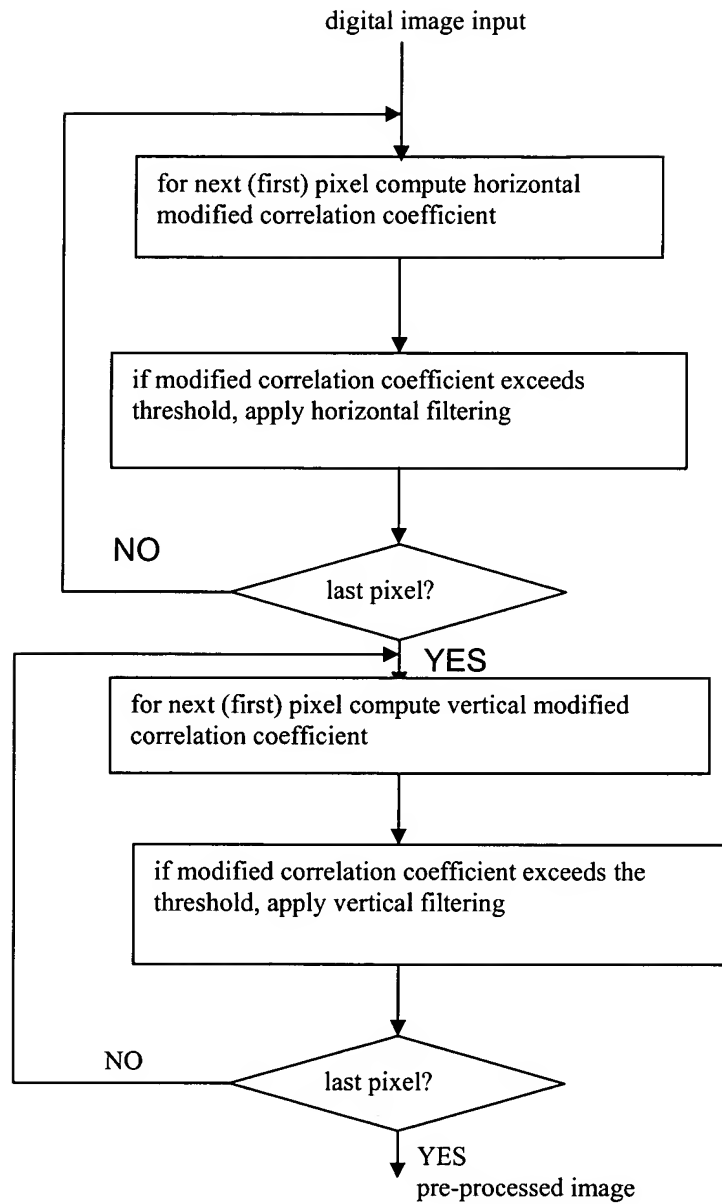 digital image input
for next (first) pixel compute horizontal
modified correlation coefficient
if modified correlation coefficient exceeds
threshold, apply horizontal filtering
NO
last pixel?
YES
for next (first) pixel compute vertical modified
correlation coefficient
if modified correlation coefficient exceeds the
threshold, apply vertical filtering
NO
last pixel?
YES
pre-processed image